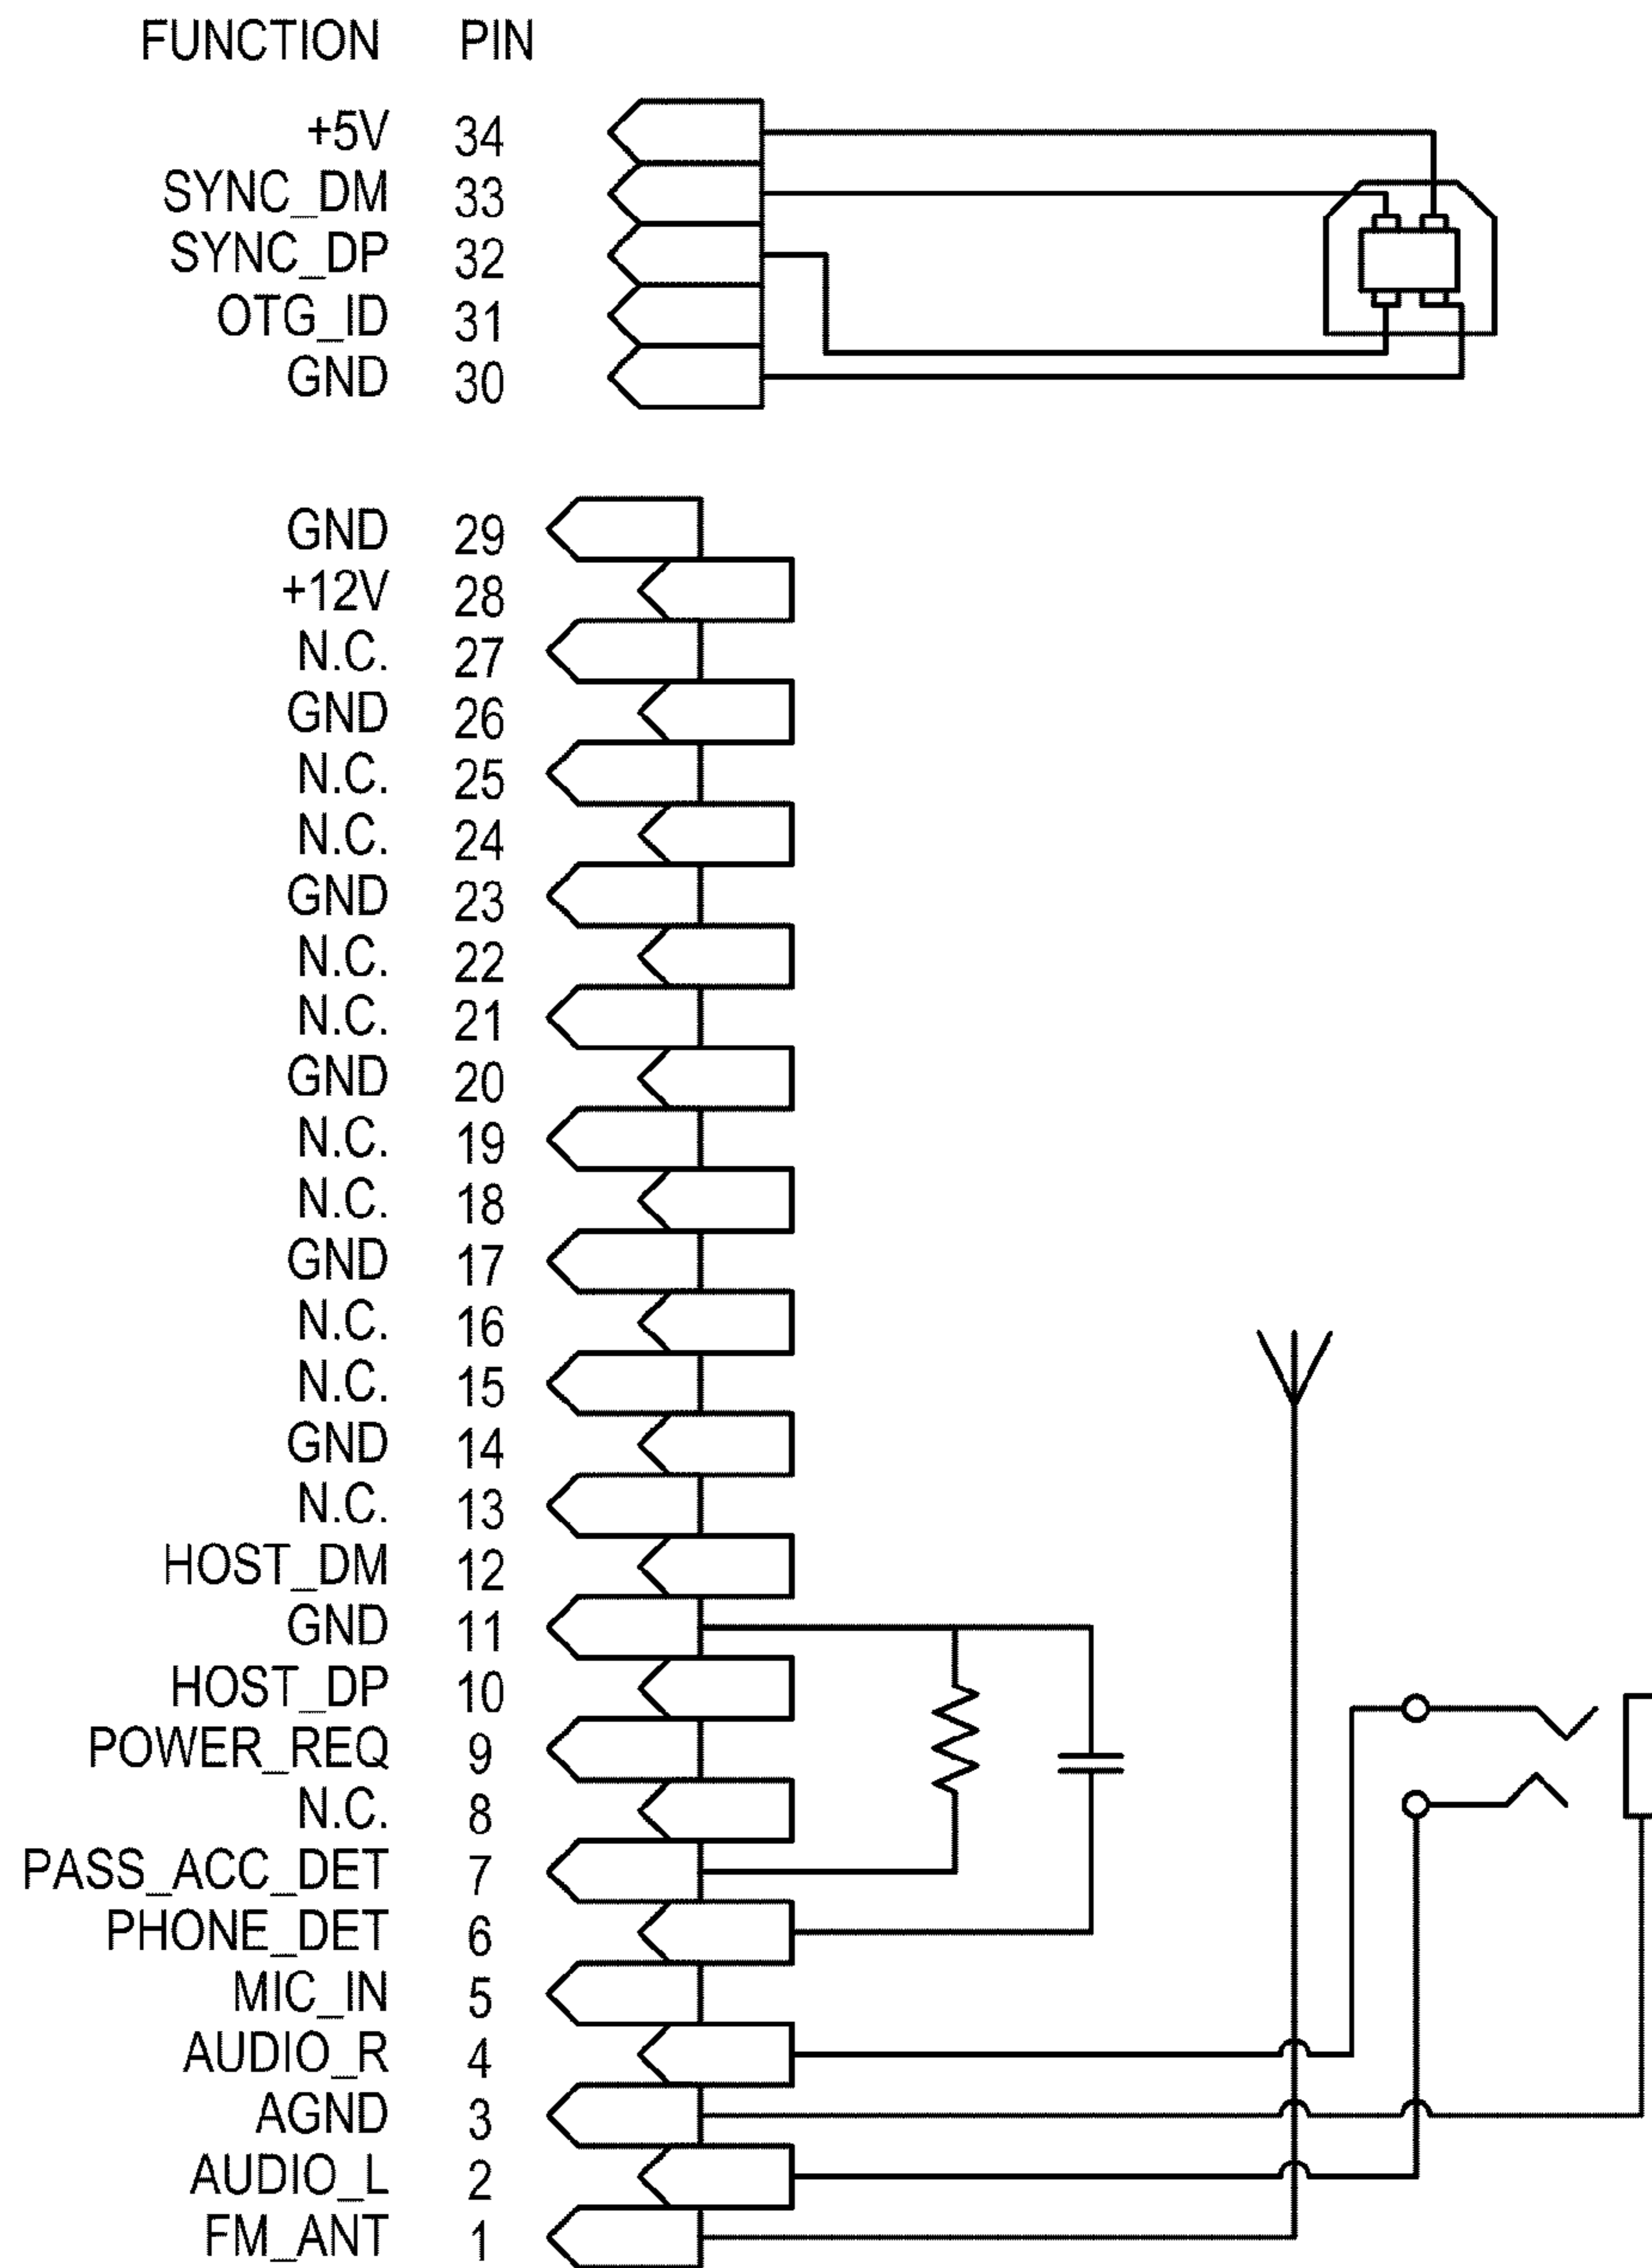 FUNCTION PIN
+5V 34
SYNC_DM 33
SYNC_DP 32
OTG_ID 31
GND 30
GND 29
+12V 28
N.C. 27
GND 26
N.C. 25
N.C. 24
GND 23
N.C. 22
N.C. 21
GND 20
N.C. 19
N.C. 18
GND 17
N.C. 16
N.C. 15
GND 14
N.C. 13
HOST_DM 12
GND 11
HOST_DP 10
POWER_REQ 9
N.C. 8
PASS_ACC_DET 7
PHONE_DET 6
MIC_IN 5
AUDIO_R 4
AGND 3
AUDIO_L 2
FM_ANT 1